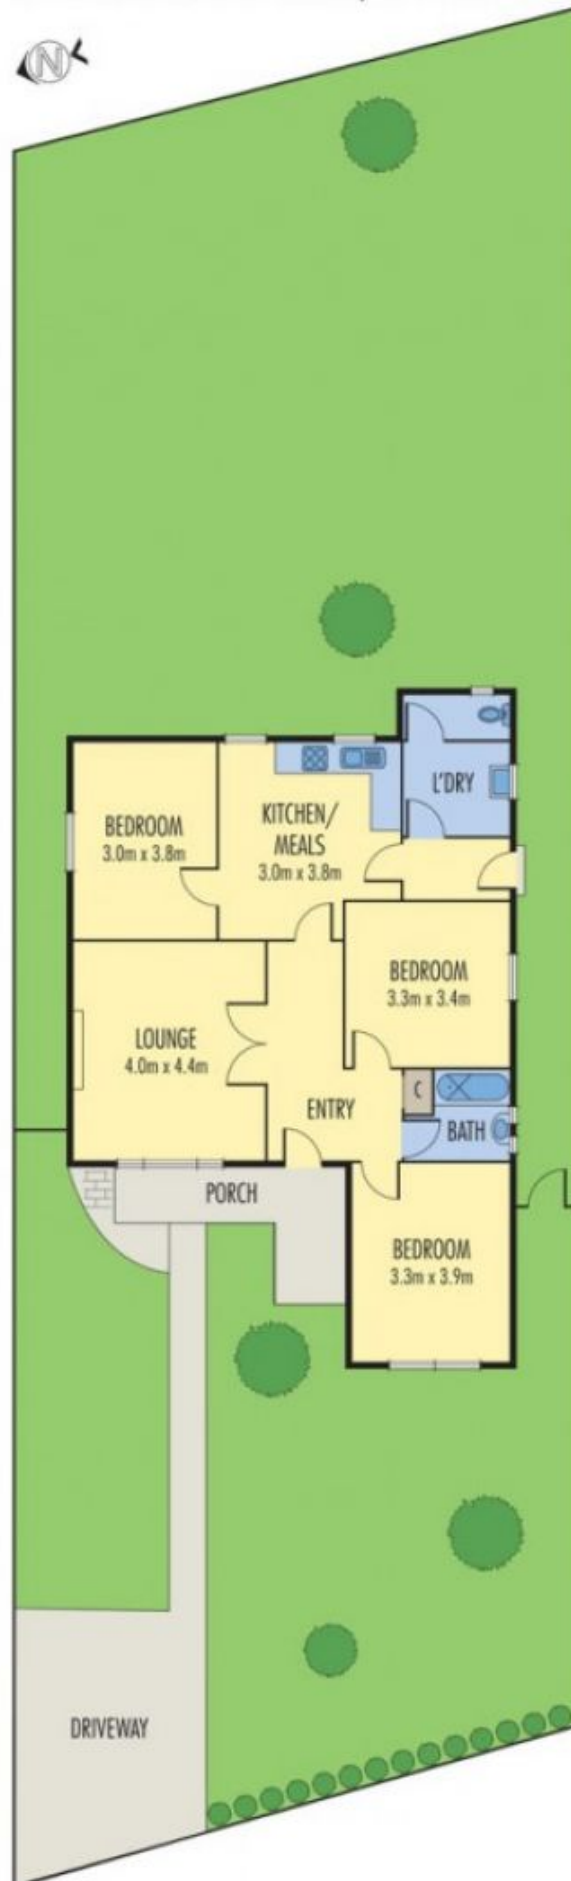 N
L'DRY
BEDROOM
3.0m x 3.8m
KITCHEN/
MEALS
3.0m x 3.8m
BEDROOM
3.3m x 3.4m
LOUNGE
4.0m x 4.4m
C
ENTRY
BATH
PORCH
BEDROOM
3.3m x 3.9m
DRIVEWAY